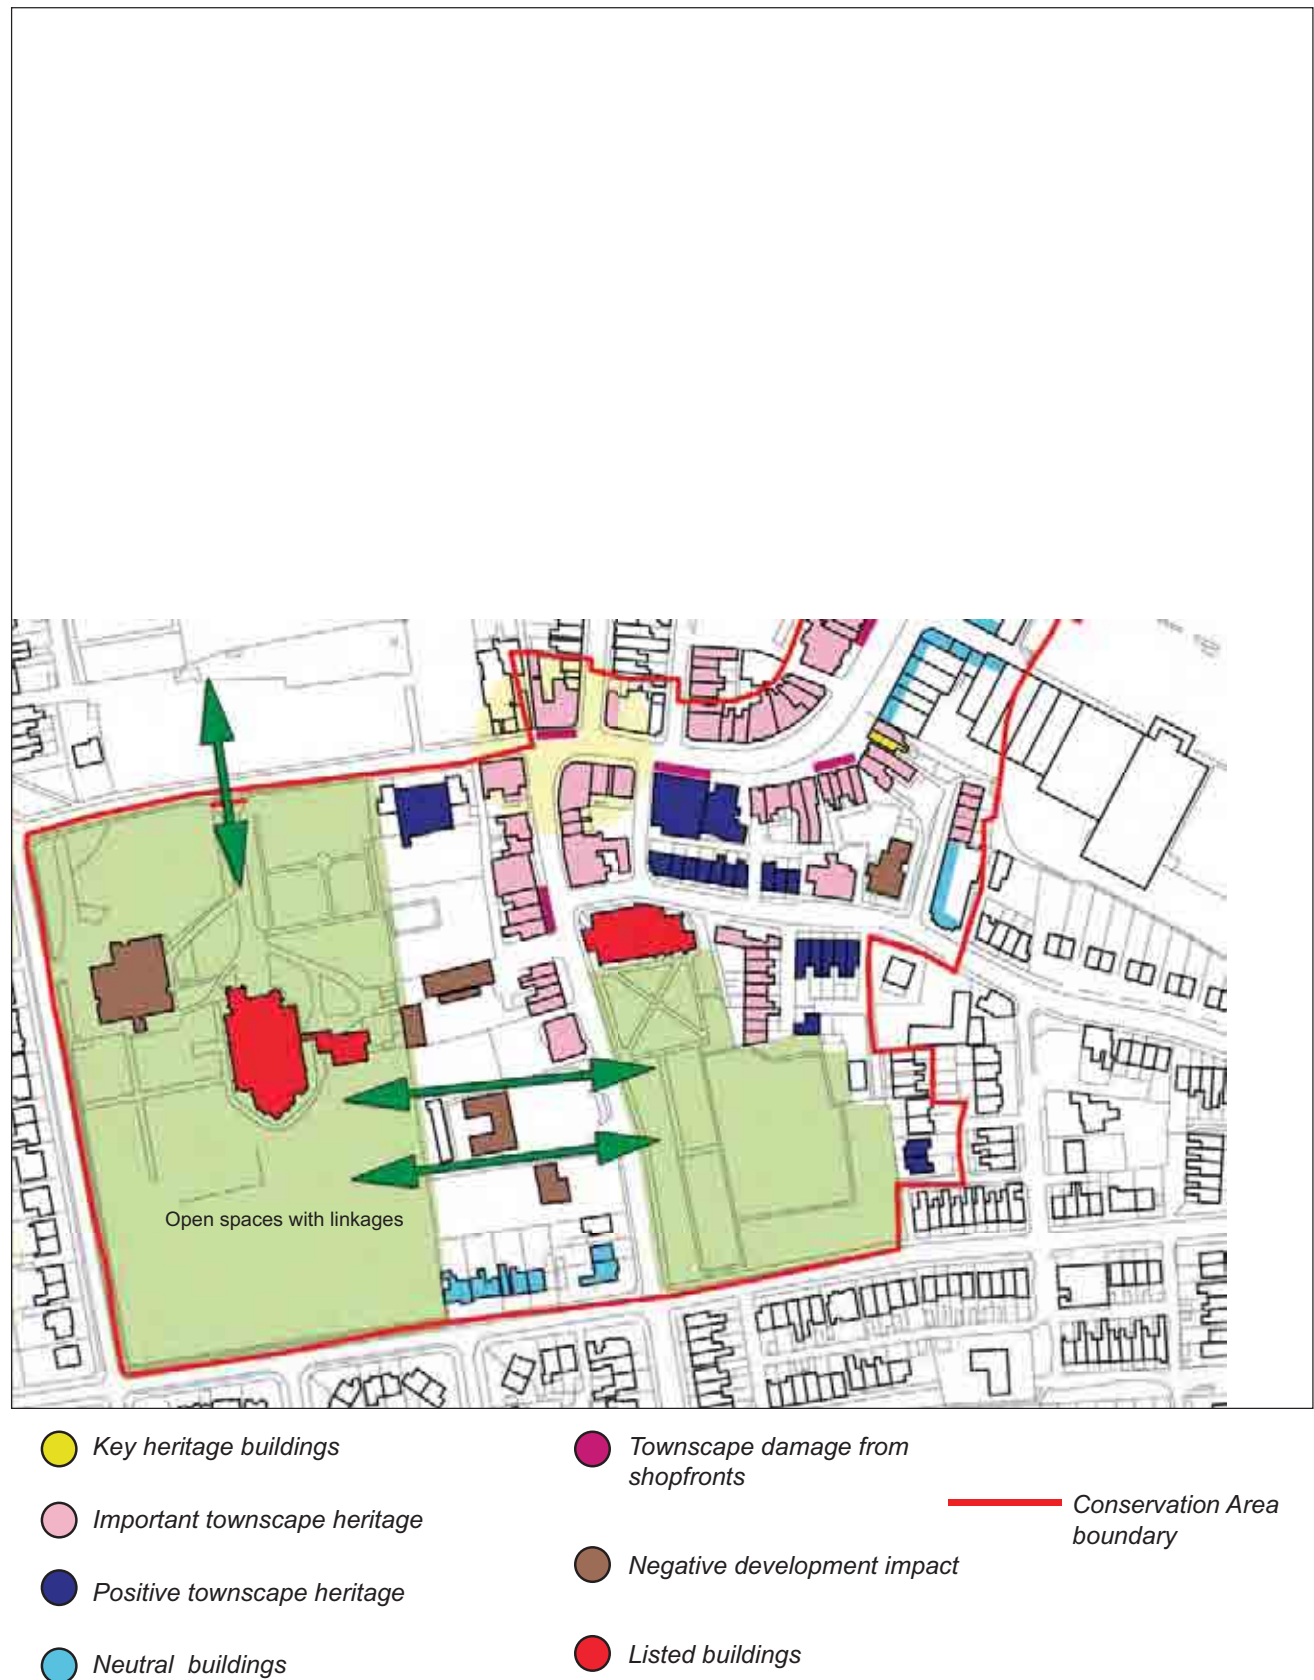 Open spaces with linkages
Key heritage buildings
Important townscape heritage
Positive townscape heritage
Neutral buildings
Townscape damage from
shopfronts
Negative development impact
Listed buildings
Conservation Area
boundary